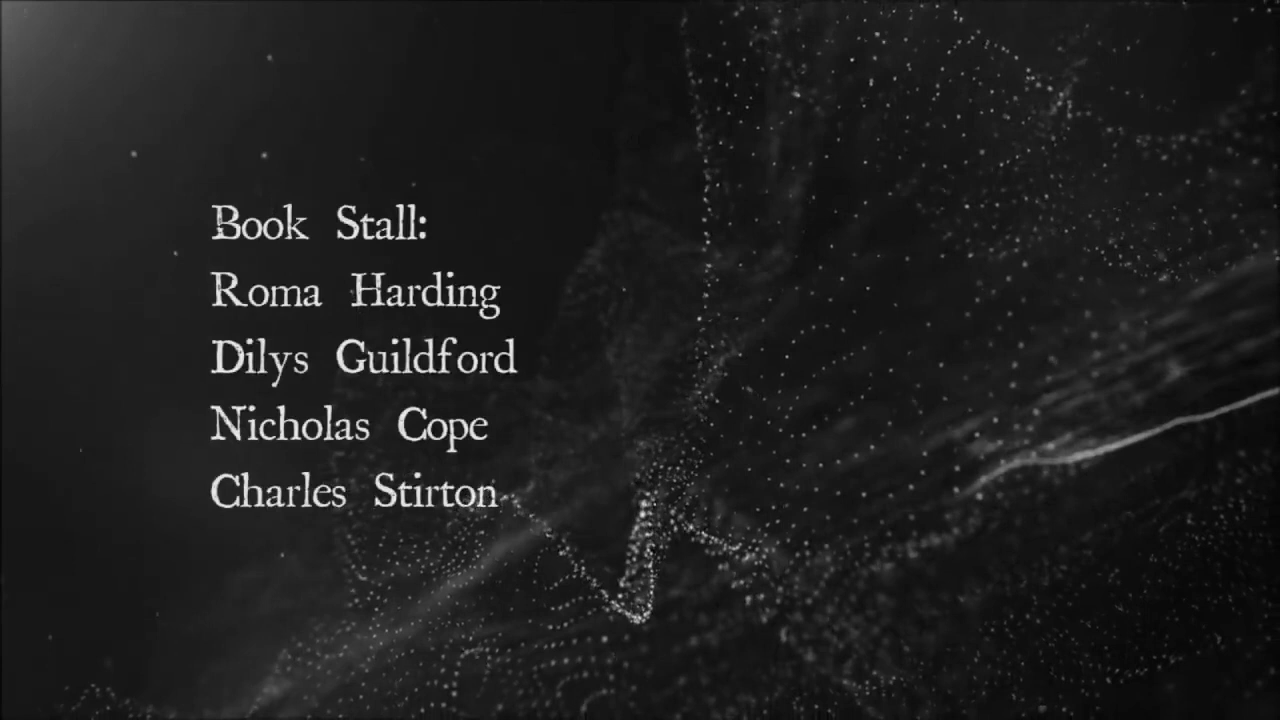 Book Stall:
Roma Harding
Dilys Guildford
Nicholas Cope
Charles Stirton